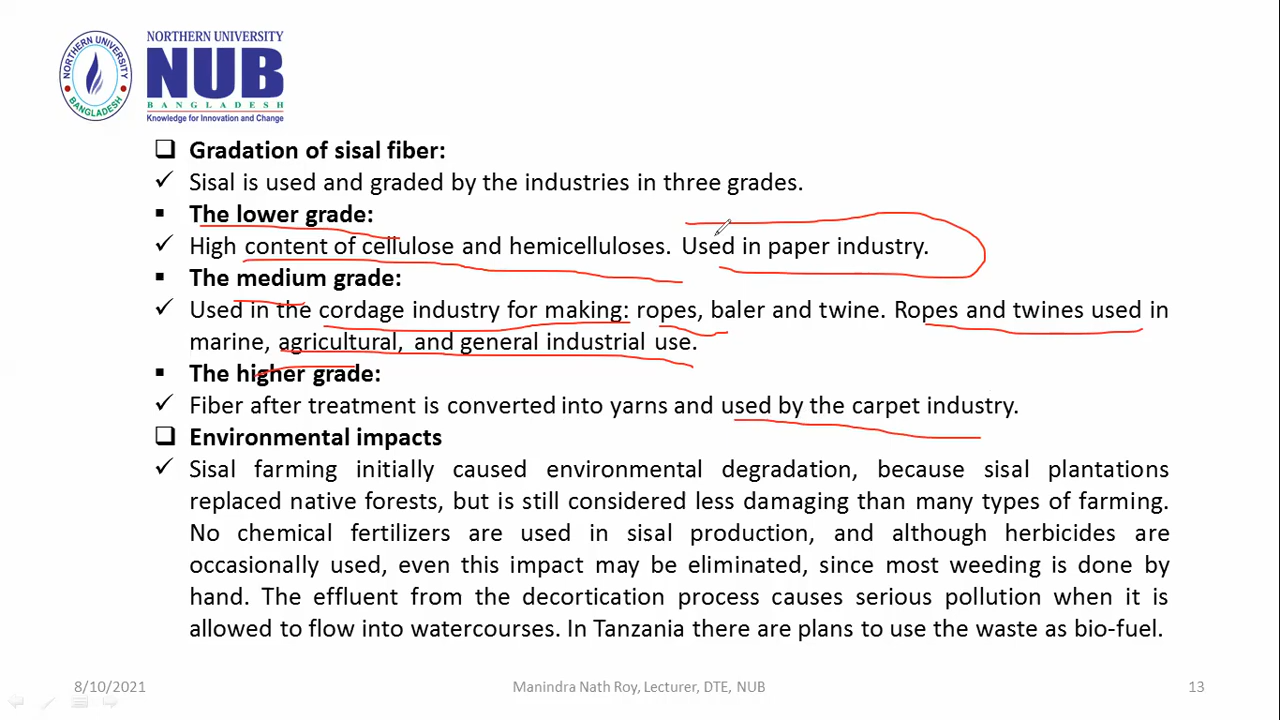 NORTHERN UNIVERSITY
BANGLADESH
NORTHERN UNIVERSITY
NUB
BANGLADESH
Knowledge for Innovation and Change
❑ Gradation of sisal fiber:
✓ Sisal is used and graded by the industries in three grades.
▪ The lower grade:
✓ High content of cellulose and hemicelluloses. Used in paper industry.
▪ The medium grade:
✓ Used in the cordage industry for making: ropes, baler and twine. Ropes and twines used in
marine, agricultural, and general industrial use.
▪ The higher grade:
✓ Fiber after treatment is converted into yarns and used by the carpet industry.
❑ Environmental impacts
✓ Sisal farming initially caused environmental degradation, because sisal plantations
replaced native forests, but is still considered less damaging than many types of farming.
No chemical fertilizers are used in sisal production, and although herbicides are
occasionally used, even this impact may be eliminated, since most weeding is done by
hand. The effluent from the decortication process causes serious pollution when it is
allowed to flow into watercourses. In Tanzania there are plans to use the waste as bio-fuel.
8/10/2021
Manindra Nath Roy, Lecturer, DTE, NUB
13